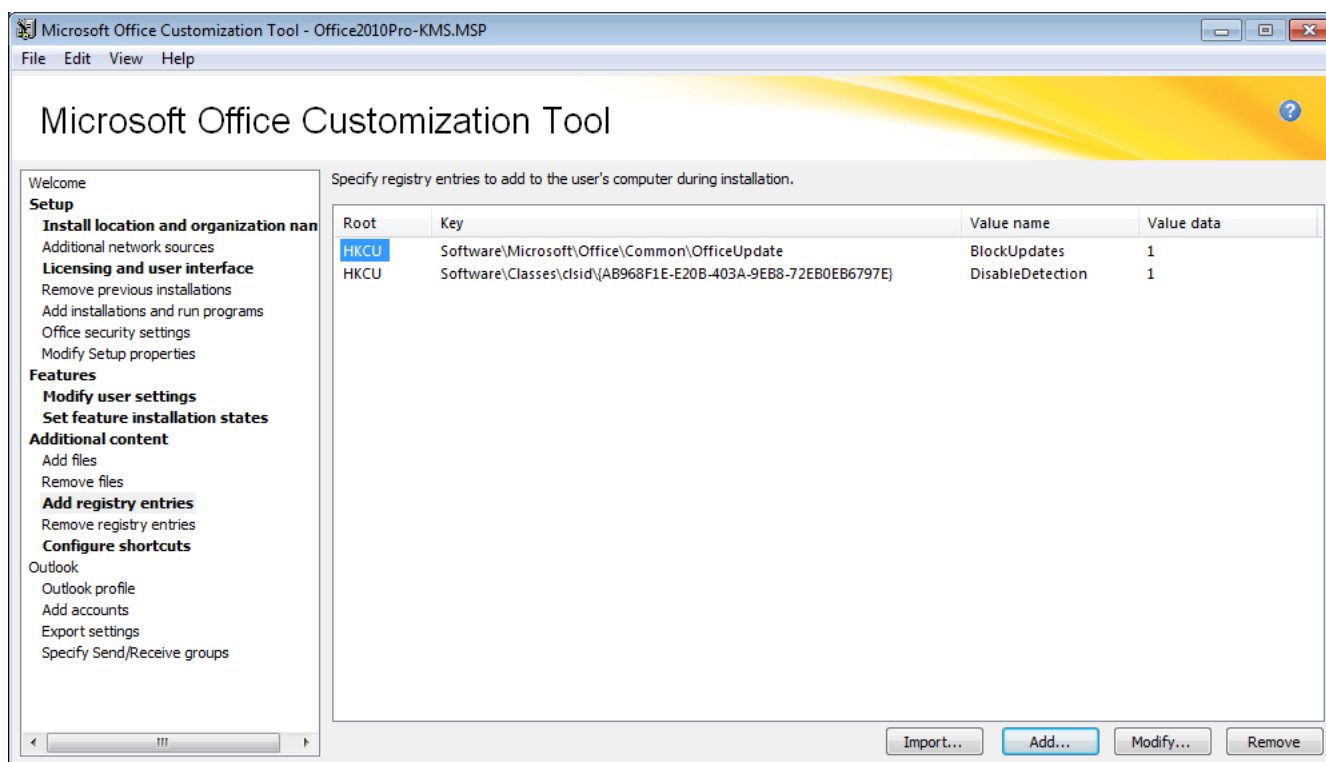 Microsoft Office Customization Tool - Office2010Pro-KMS.MSP
File Edit View Help
Microsoft Office Customization Tool
Welcome
Setup
Install location and organization nan
Additional network sources
Licensing and user interface
Remove previous installations
Add installations and run programs
Office security settings
Modify Setup properties
Features
Modify user settings
Set feature installation states
Additional content
Add files
Remove files
Add registry entries
Remove registry entries
Configure shortcuts
Outlook
Outlook profile
Add accounts
Export settings
Specify Send/Receive groups
Specify registry entries to add to the user's computer during installation.
Root Key Value name Value data
HKCU Software\Microsoft\Office\Common\OfficeUpdate BlockUpdates 1
HKCU Software\Classes\clsid\{AB968F1E-E20B-403A-9EB8-72EB0EB6797E} DisableDetection 1
Import... Add... Modify... Remove